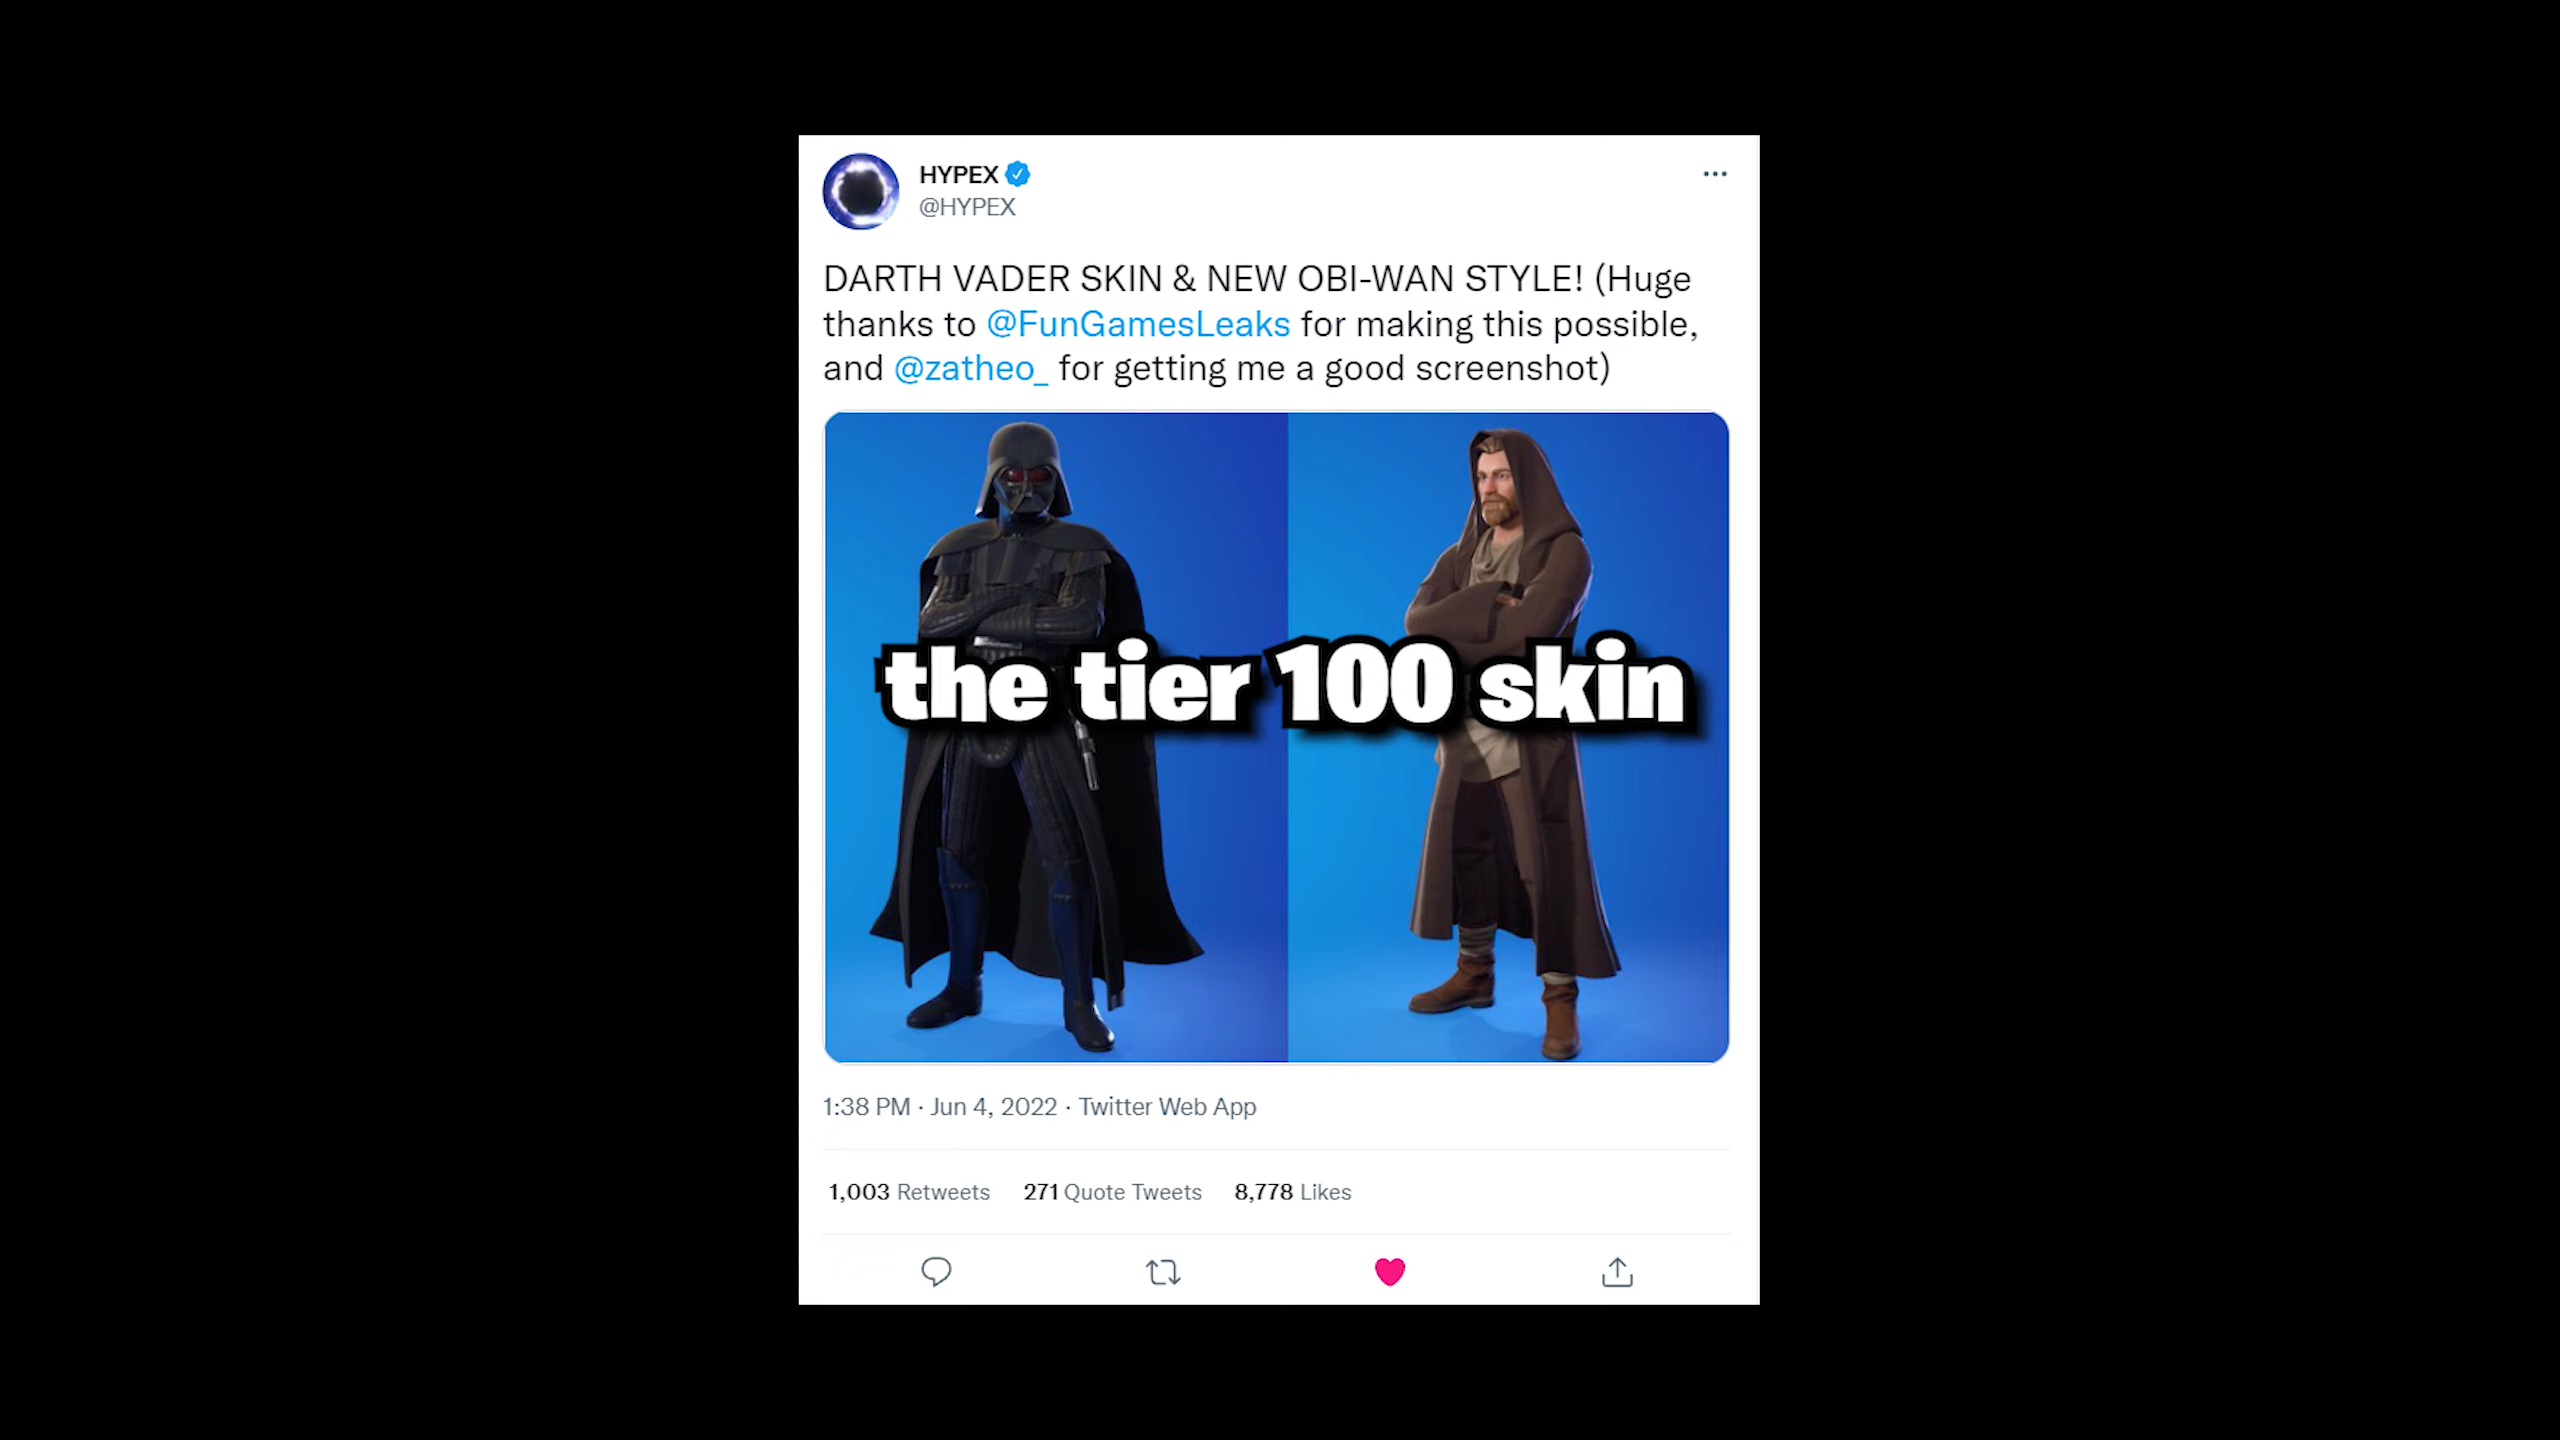 HYPEX
@HYPEX
DARTH VADER SKIN & NEW OBI-WAN STYLE! (Huge
thanks to @FunGamesLeaks for making this possible,
and @zatheo_ for getting me a good screenshot)
the tier 100 skin
1:38 PM · Jun 4, 2022 · Twitter Web App
1,003 Retweets 271 Quote Tweets 8,778 Likes